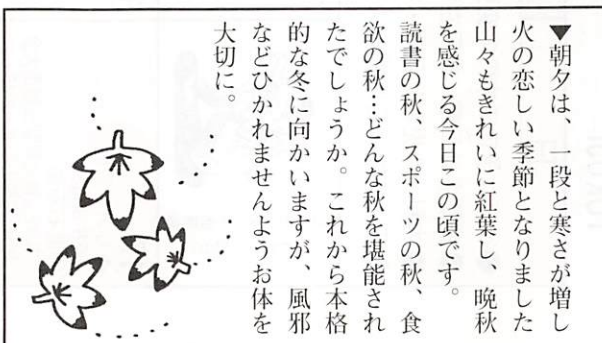 ▼朝夕は、一段と寒さが増し
火の恋しい季節となりました
山々もきれいに紅葉し、晩秋
を感じる今日この頃です。
読書の秋、スポーツの秋、食
欲の秋…どんな秋を堪能され
たでしょうか。これから本格
的な冬に向かいますが、風邪
などひかれませんようお体を
大切に。